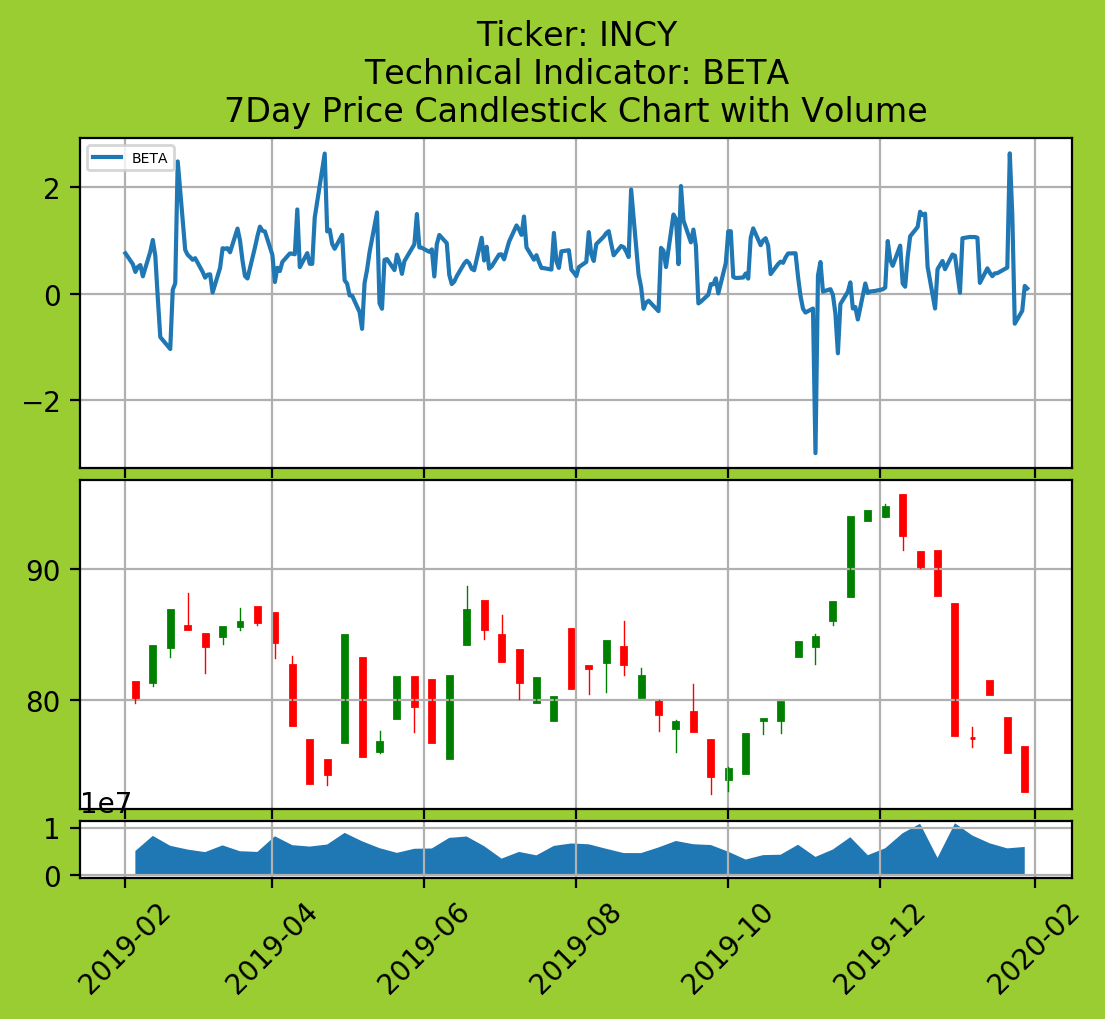 Ticker: INCY
Technical Indicator: BETA
7Day Price Candlestick Chart with Volume
BETA
2
0
−2
90
80
1e7
1
0
2019-02
2019-04
2019-06
2019-08
2019-10
2019-12
2020-02